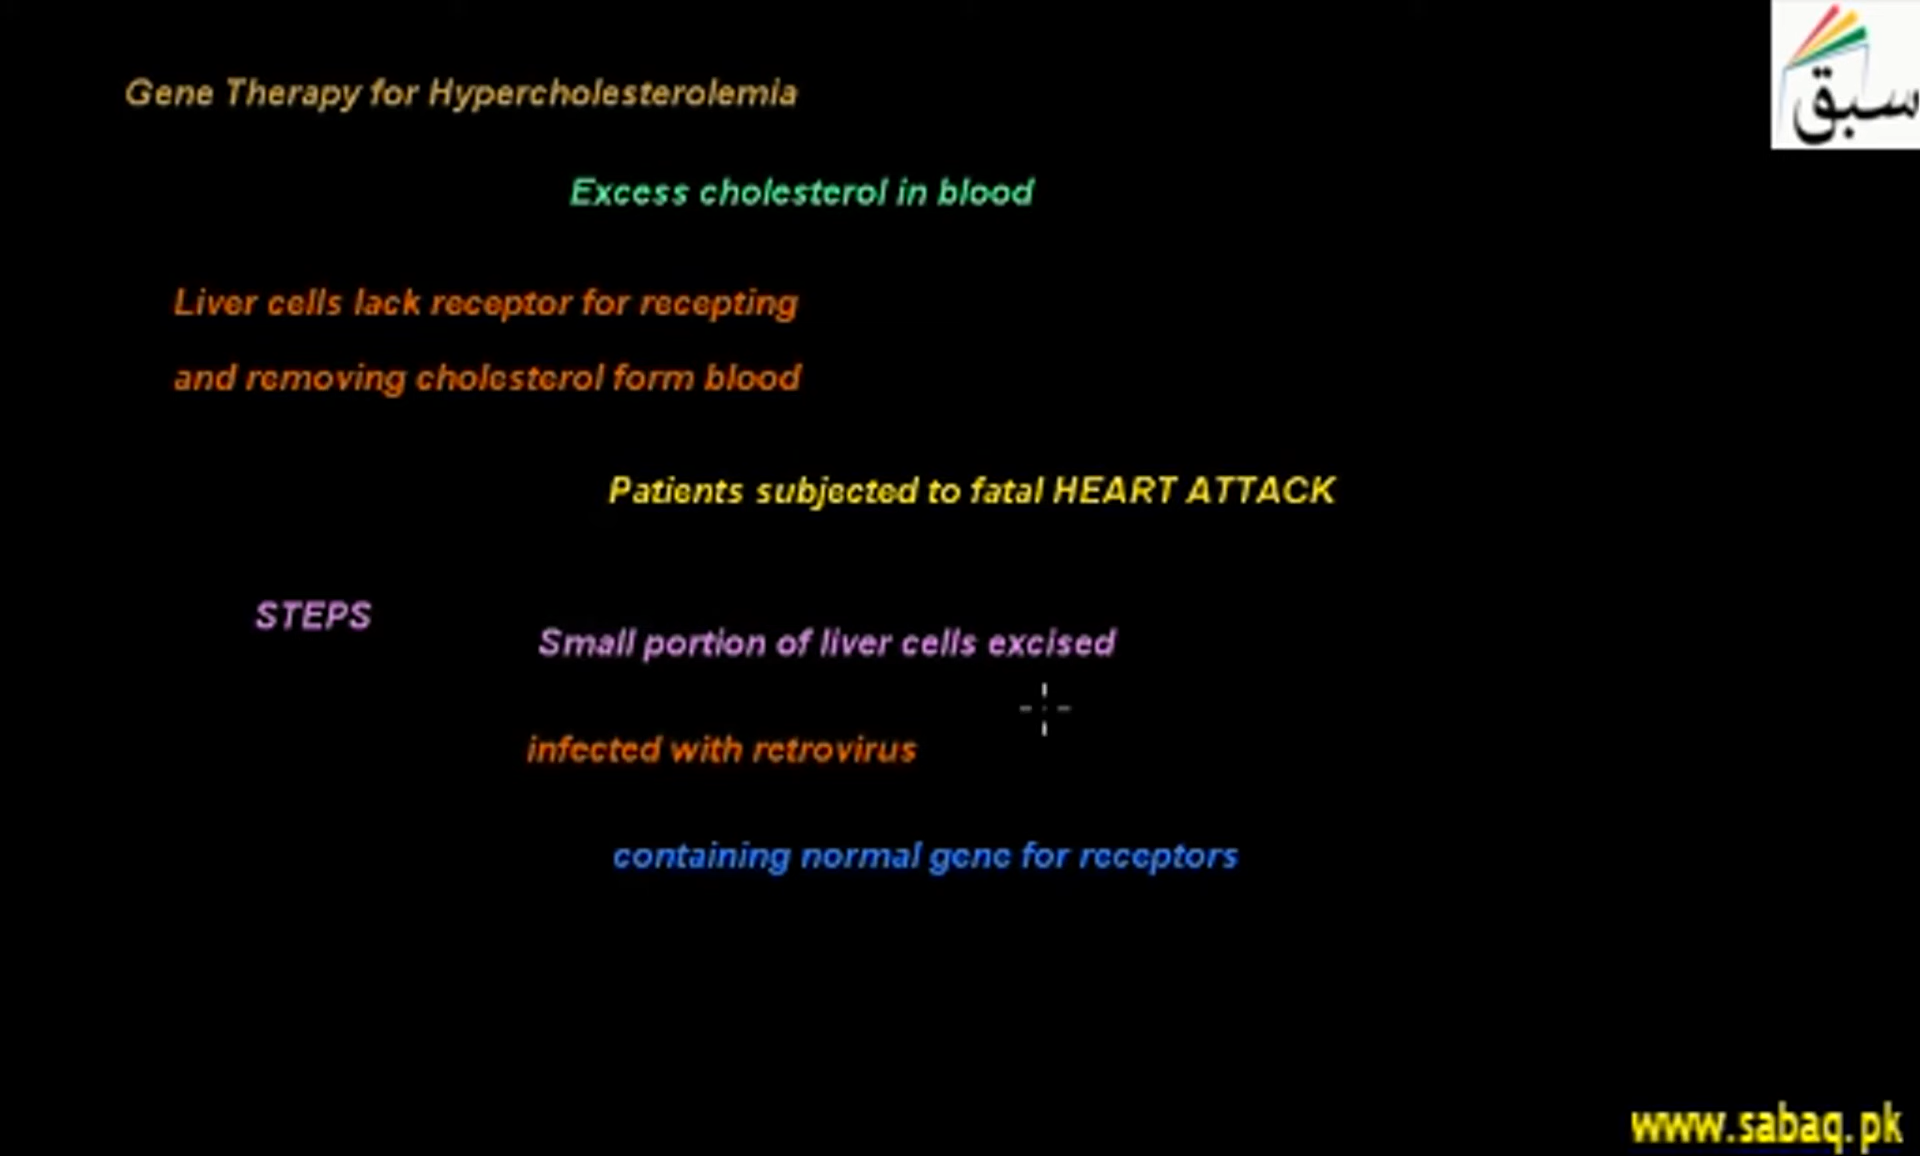 سبق
Gene Therapy for Hypercholesterolemia
Excess cholesterol in blood
Liver cells lack receptor for recepting
and removing cholesterol form blood
Patients subjected to fatal HEART ATTACK
STEPS
Small portion of liver cells excised
infected with retrovirus
containing normal gene for receptors
www.sabaq.pk